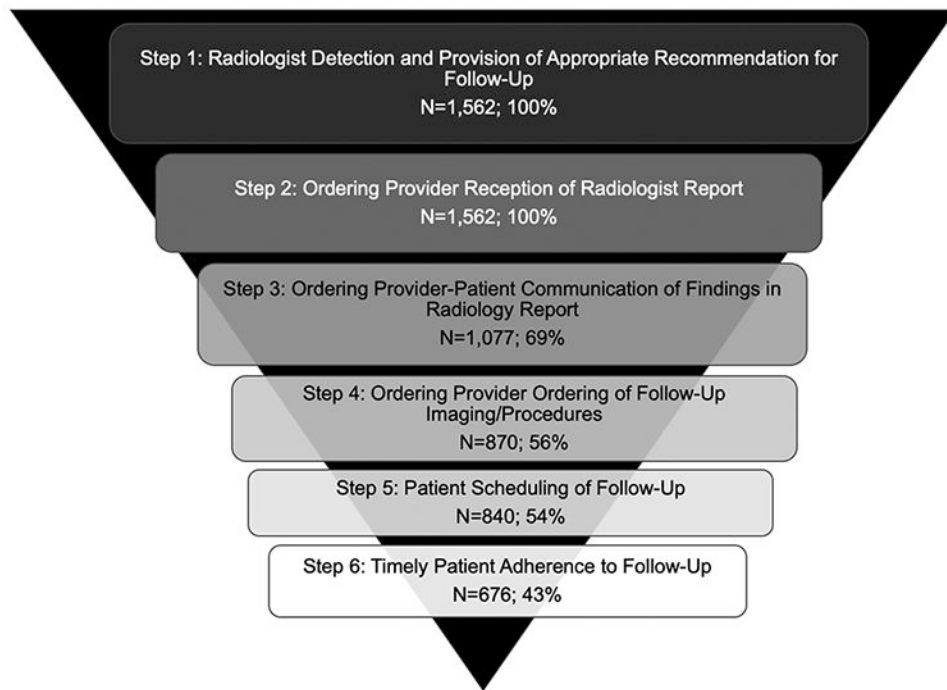 Step 1: Radiologist Detection and Provision of Appropriate Recommendation for
Follow-Up
N=1,562; 100%
Step 2: Ordering Provider Reception of Radiologist Report
N=1,562; 100%
Step 3: Ordering Provider-Patient Communication of Findings in
Radiology Report
N=1,077; 69%
Step 4: Ordering Provider Ordering of Follow-Up
Imaging/Procedures
N=870; 56%
Step 5: Patient Scheduling of Follow-Up
N=840; 54%
Step 6: Timely Patient Adherence to Follow-Up
N=676; 43%